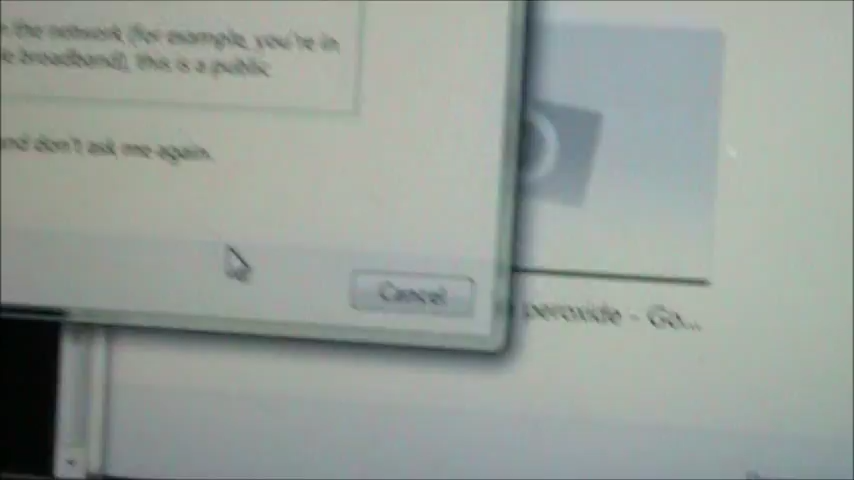 n the network (for example, you're in
le broadband), this is a public
and don't ask me again.
Cancel
peroxide - Go...